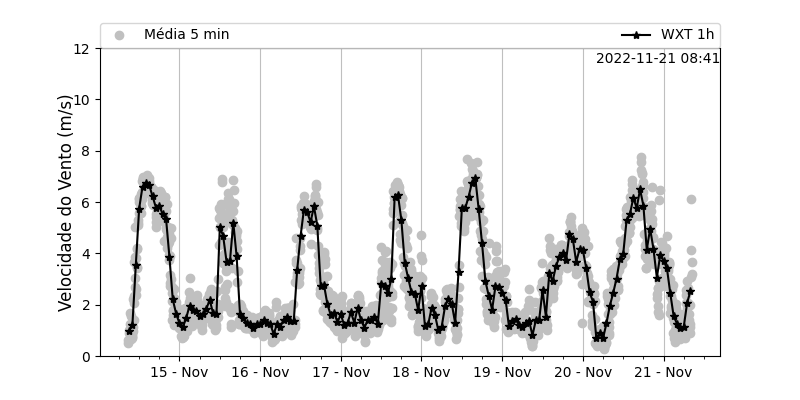 Média 5 min
WXT 1h
2022-11-21 08:41
Velocidade do Vento (m/s)
12
10
8
6
4
2
0
15 - Nov
16 - Nov
17 - Nov
18 - Nov
19 - Nov
20 - Nov
21 - Nov